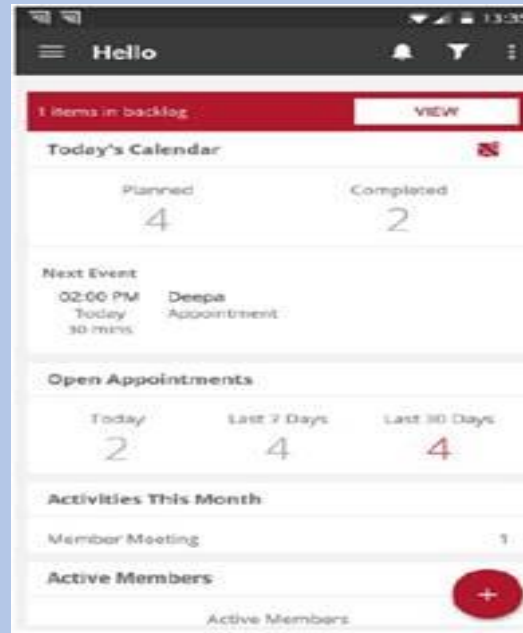 13:35
Hello
1 items in backlog VIEW
Today's Calendar
Planned Completed
4 2
Next Event
02:00 PM Deepa
Today Appointment
30 mins
Open Appointments
Today Last 7 Days Last 30 Days
2 4 4
Activities This Month
Member Meeting 1
Active Members
Active Members